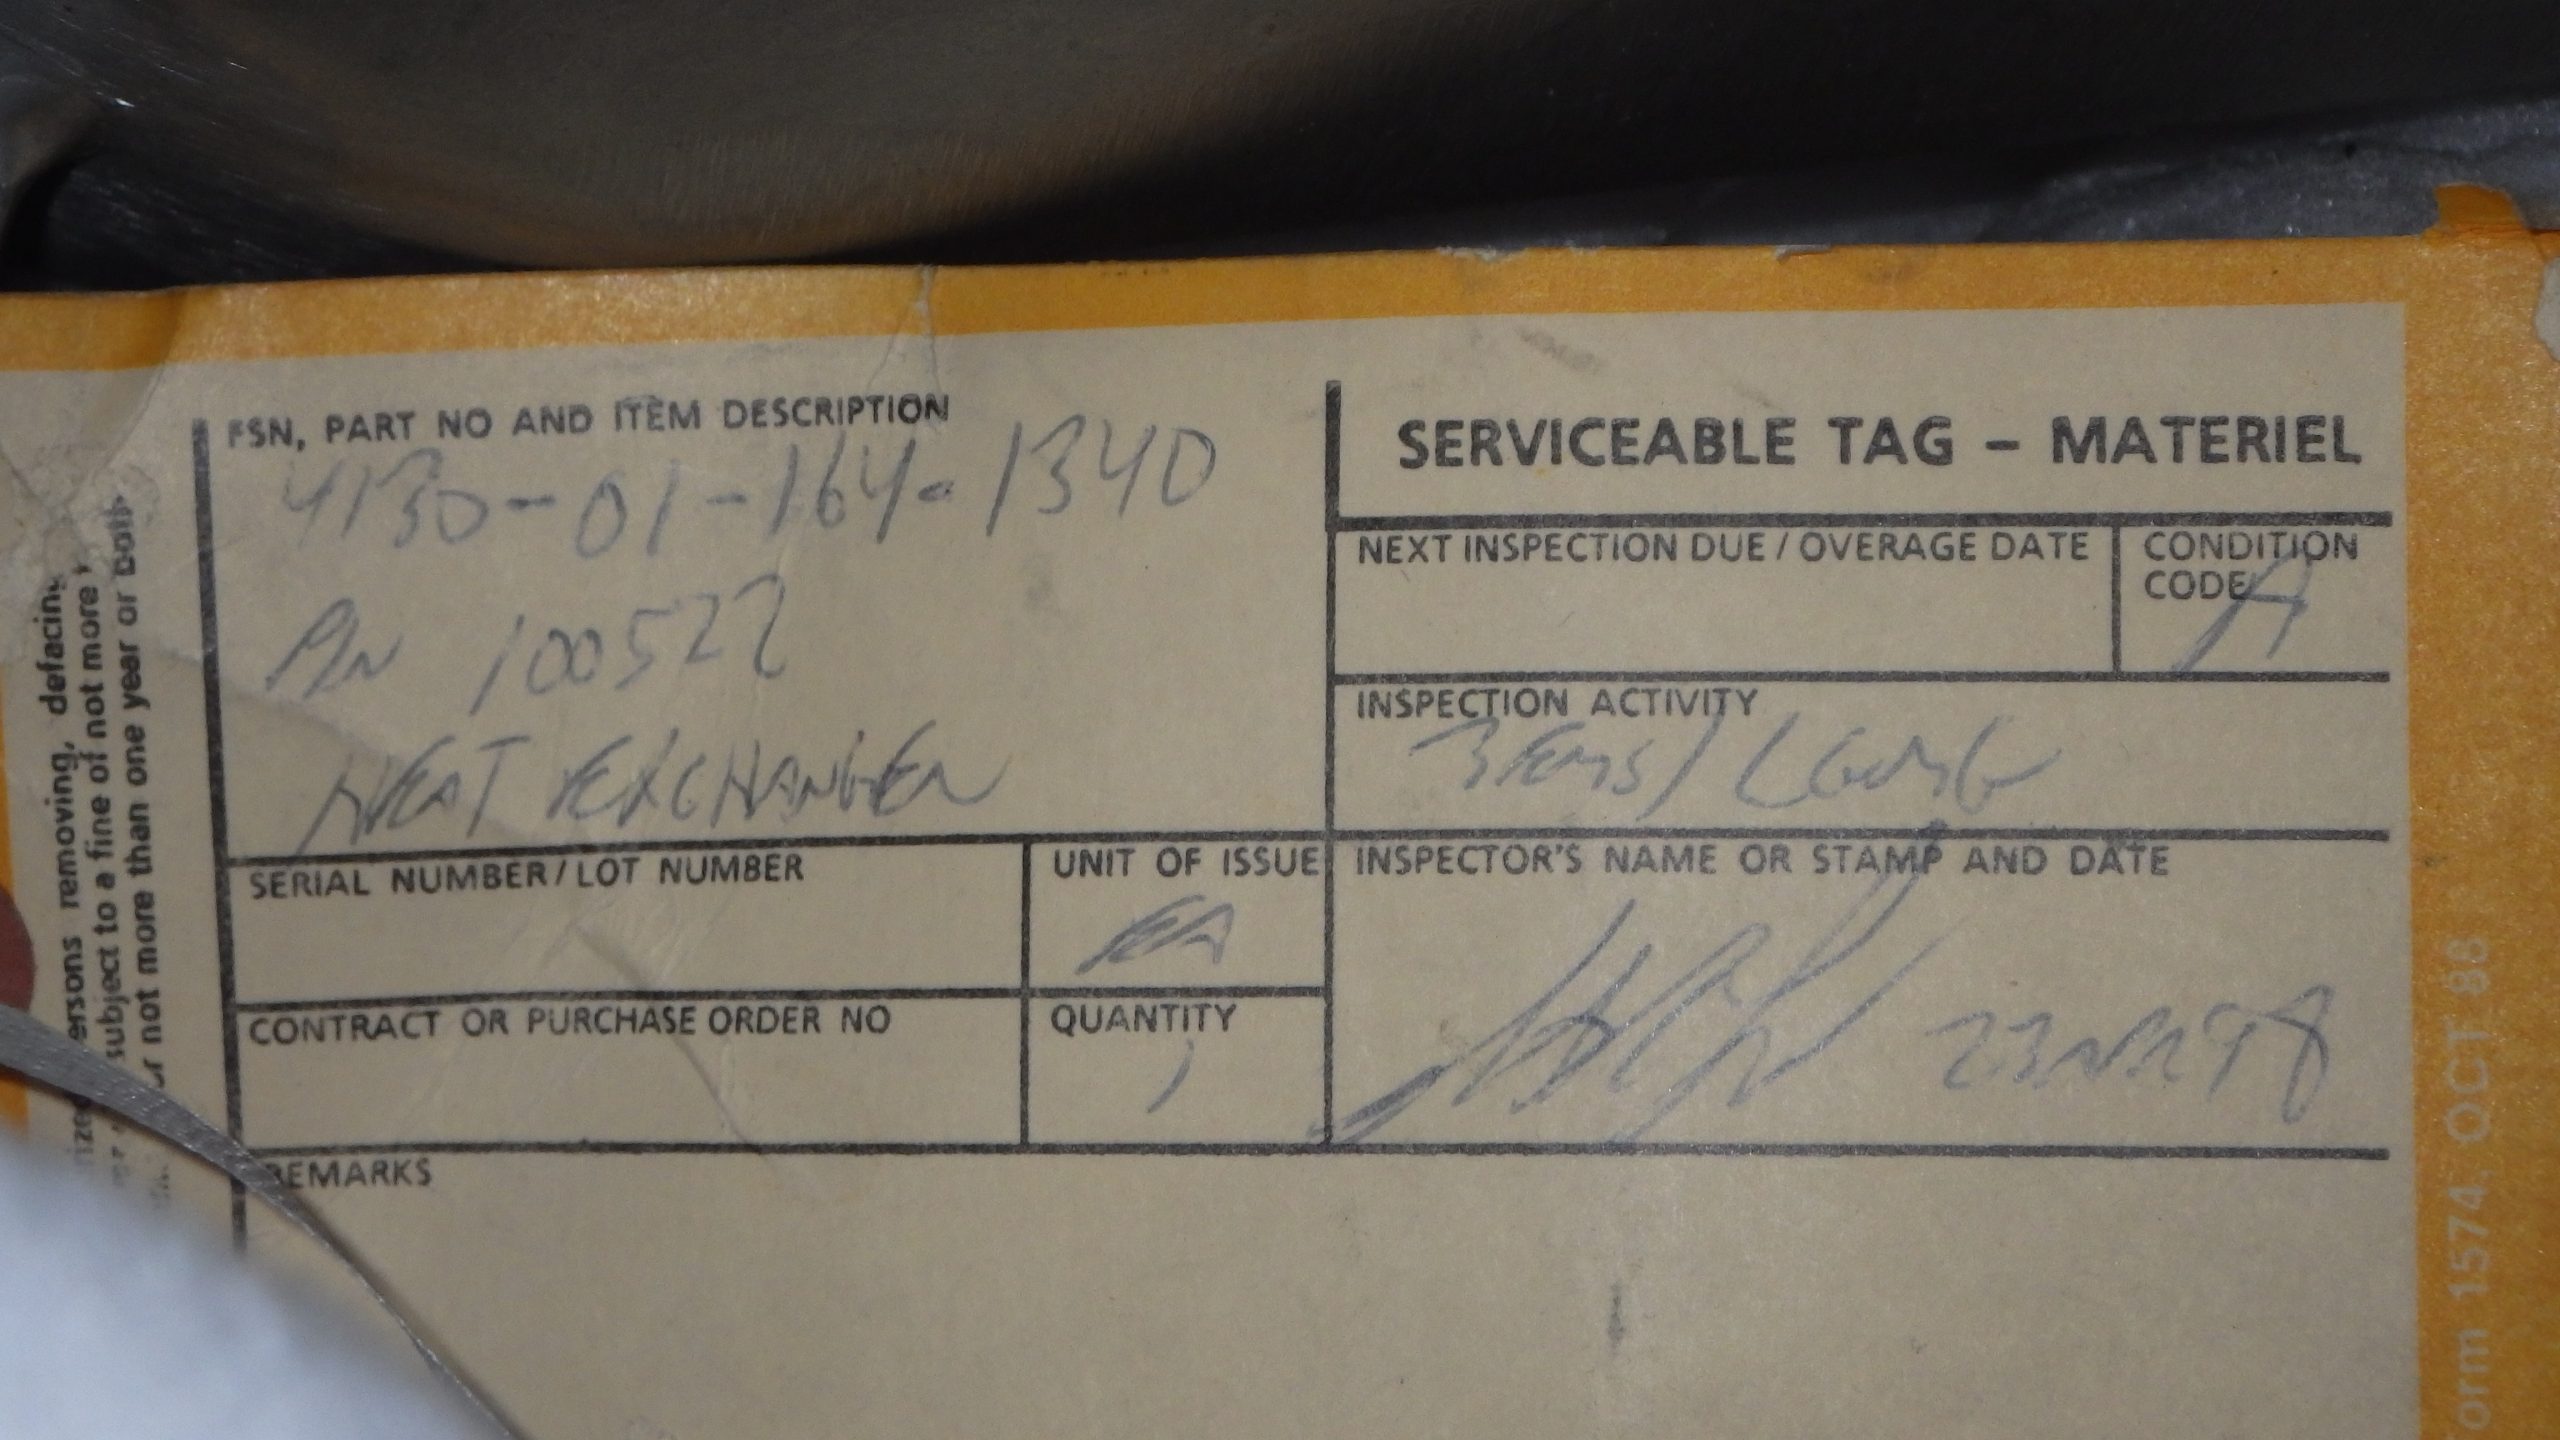 FSN, PART NO AND ITEM DESCRIPTION
4130-01-164-1340
PN 100522
HEAT EXCHANGER
SERVICEABLE TAG – MATERIEL
NEXT INSPECTION DUE / OVERAGE DATE
CONDITION CODE
A
INSPECTION ACTIVITY
SERIAL NUMBER / LOT NUMBER
UNIT OF ISSUE
EA
INSPECTOR'S NAME OR STAMP AND DATE
CONTRACT OR PURCHASE ORDER NO
QUANTITY
1
REMARKS
ersons removing, defacing
subject to a fine of not more
r not more than one year or both
orm 1574, OCT 88